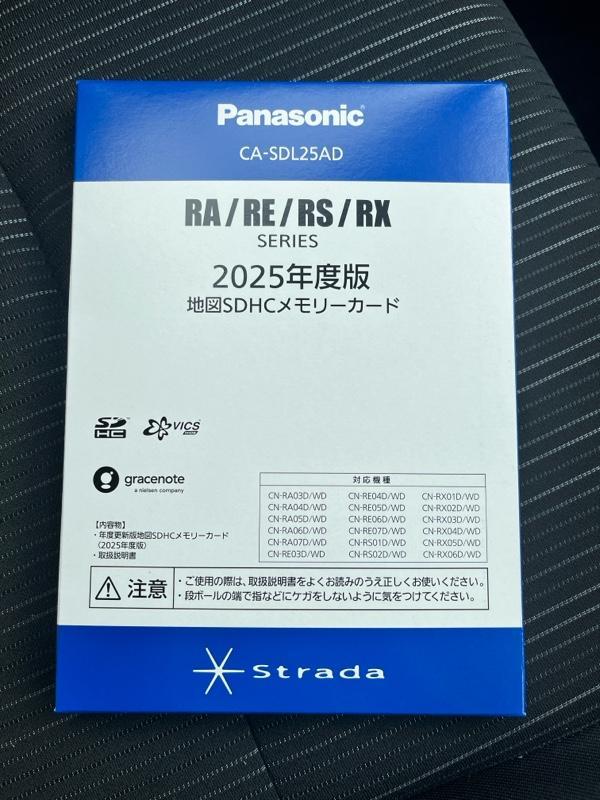 Panasonic
CA-SDL25AD
RA/RE/RS/RX
SERIES
2025年度版
地図SDHCメモリーカード
SD HC VICS
gracenote
a nielsen company
【内容物】
・年度更新版地図SDHCメモリーカード
(2025年度版)
・取扱説明書
対応機種
CN-RA03D/WD CN-RE04D/WD CN-RX01D/WD
CN-RA04D/WD CN-RE05D/WD CN-RX02D/WD
CN-RA05D/WD CN-RE06D/WD CN-RX03D/WD
CN-RA06D/WD CN-RE07D/WD CN-RX04D/WD
CN-RA07D/WD CN-RS01D/WD CN-RX05D/WD
CN-RE03D/WD CN-RS02D/WD CN-RX06D/WD
注意
・ご使用の際は、取扱説明書をよくお読みのうえ正しくお使いください。
・段ボールの端で指などにケガをしないように気をつけてください。
Strada